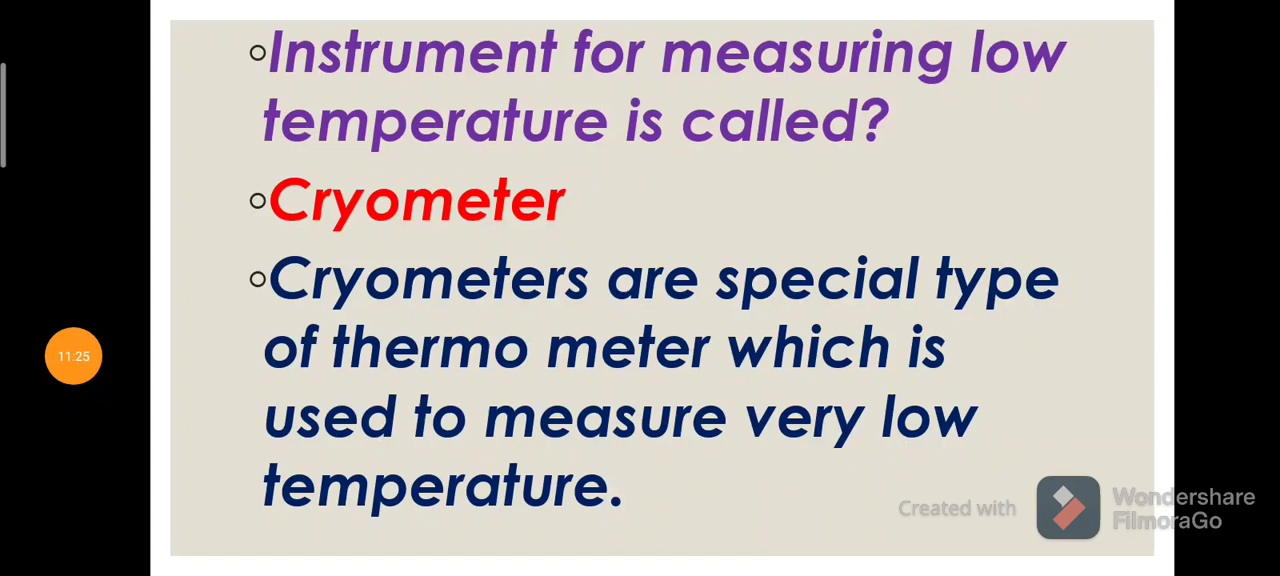 Instrument for measuring low
temperature is called?
Cryometer
Cryometers are special type
of thermo meter which is
used to measure very low
temperature.
11:25
Created with
Wondershare
FilmoraGo